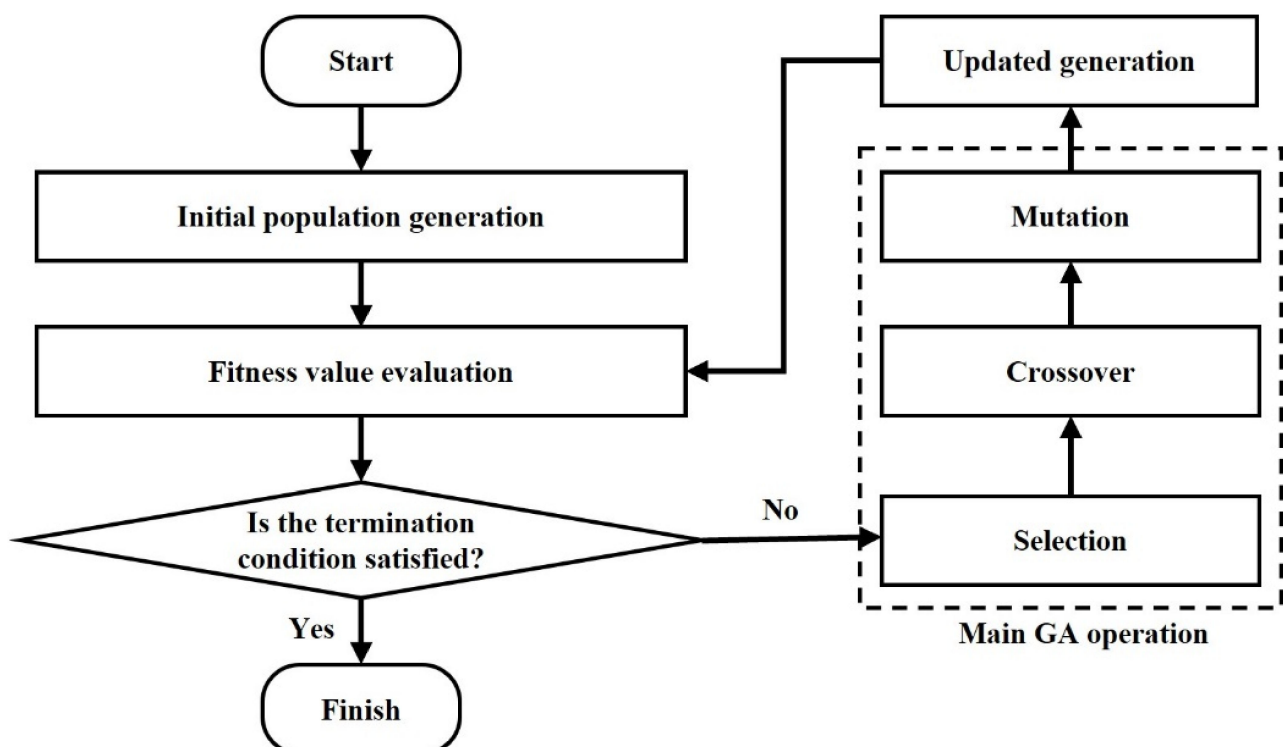 Start
Initial population generation
Fitness value evaluation
Is the termination
condition satisfied?
Yes
Finish
No
Selection
Crossover
Mutation
Updated generation
Main GA operation